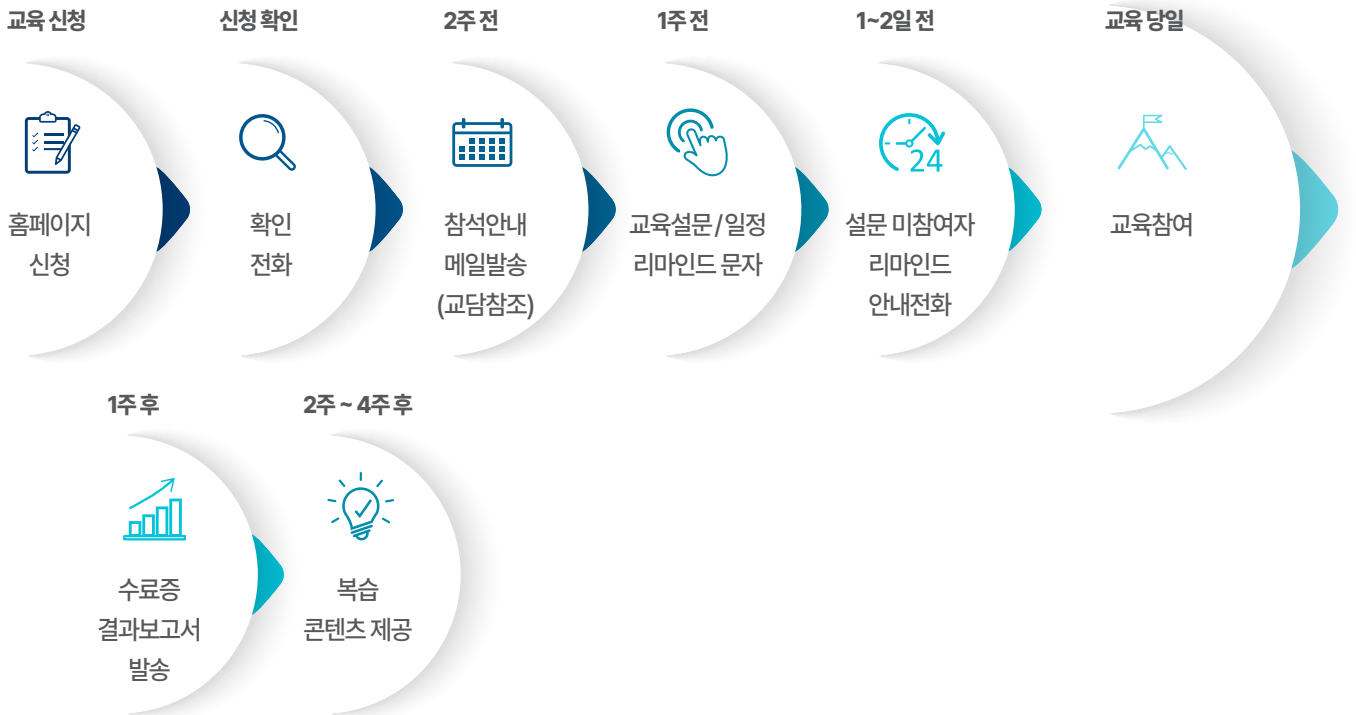 교육 신청
홈페이지
신청
신청 확인
확인
전화
2주 전
참석안내
메일발송
(교담참조)
1주 전
교육설문/일정
리마인드 문자
1~2일 전
24
설문 미참여자
리마인드
안내전화
교육 당일
교육참여
1주 후
수료증
결과보고서
발송
2주 ~ 4주 후
복습
콘텐츠 제공